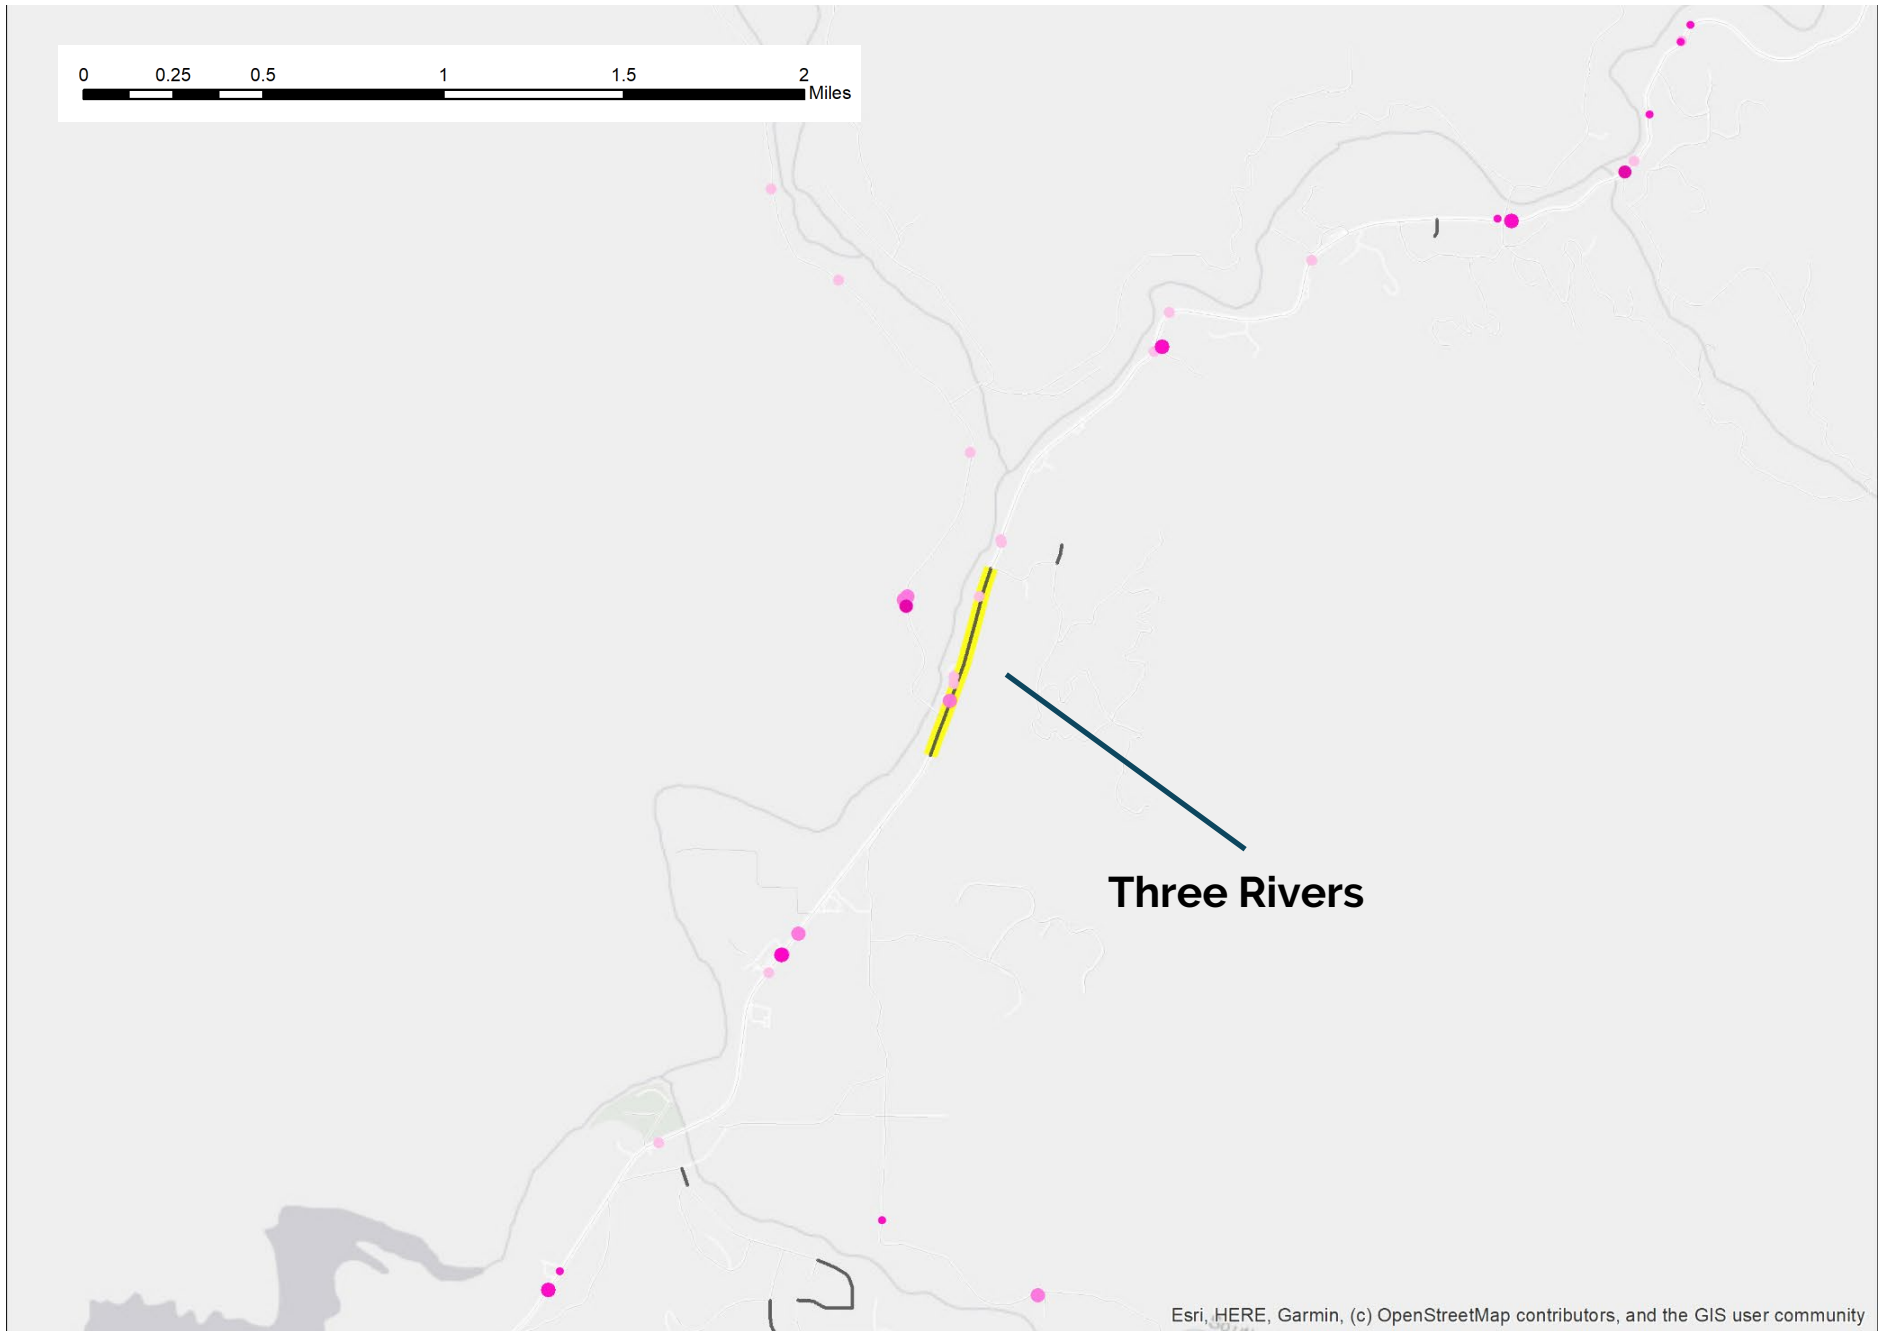 0 0.25 0.5 1 1.5 2
Miles
Three Rivers
Esri, HERE, Garmin, (c) OpenStreetMap contributors, and the GIS user community